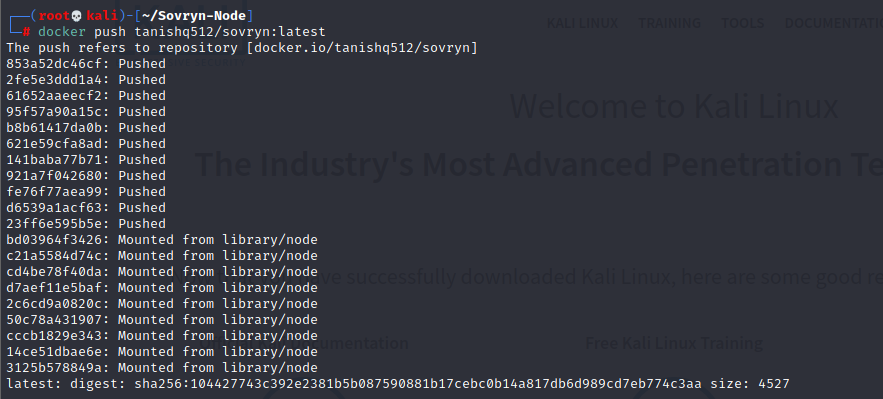 (root💀kali)-[~/Sovryn-Node]
# docker push tanishq512/sovryn:latest
The push refers to repository [docker.io/tanishq512/sovryn]
853a52dc46cf: Pushed
2fe5e3ddd1a4: Pushed
61652aaeecf2: Pushed
95f57a90a15c: Pushed
b8b61417da0b: Pushed
621e59cfa8ad: Pushed
141baba77b71: Pushed
921a7f042680: Pushed
fe76f77aea99: Pushed
d6539a1acf63: Pushed
23ff6e595b5e: Pushed
bd03964f3426: Mounted from library/node
c21a5584d74c: Mounted from library/node
cd4be78f40da: Mounted from library/node
d7aef11e5baf: Mounted from library/node
2c6cd9a0820c: Mounted from library/node
50c78a431907: Mounted from library/node
cccb1829e343: Mounted from library/node
14ce51dbae6e: Mounted from library/node
3125b578849a: Mounted from library/node
latest: digest: sha256:104427743c392e2381b5b087590881b17cebc0b14a817db6d989cd7eb774c3aa size: 4527
KALI LINUX TRAINING TOOLS DOCUMENTATION
Welcome to Kali Linux
The Industry's Most Advanced Penetration Te
successfully downloaded Kali Linux, here are some good re
Free Kali Linux Training